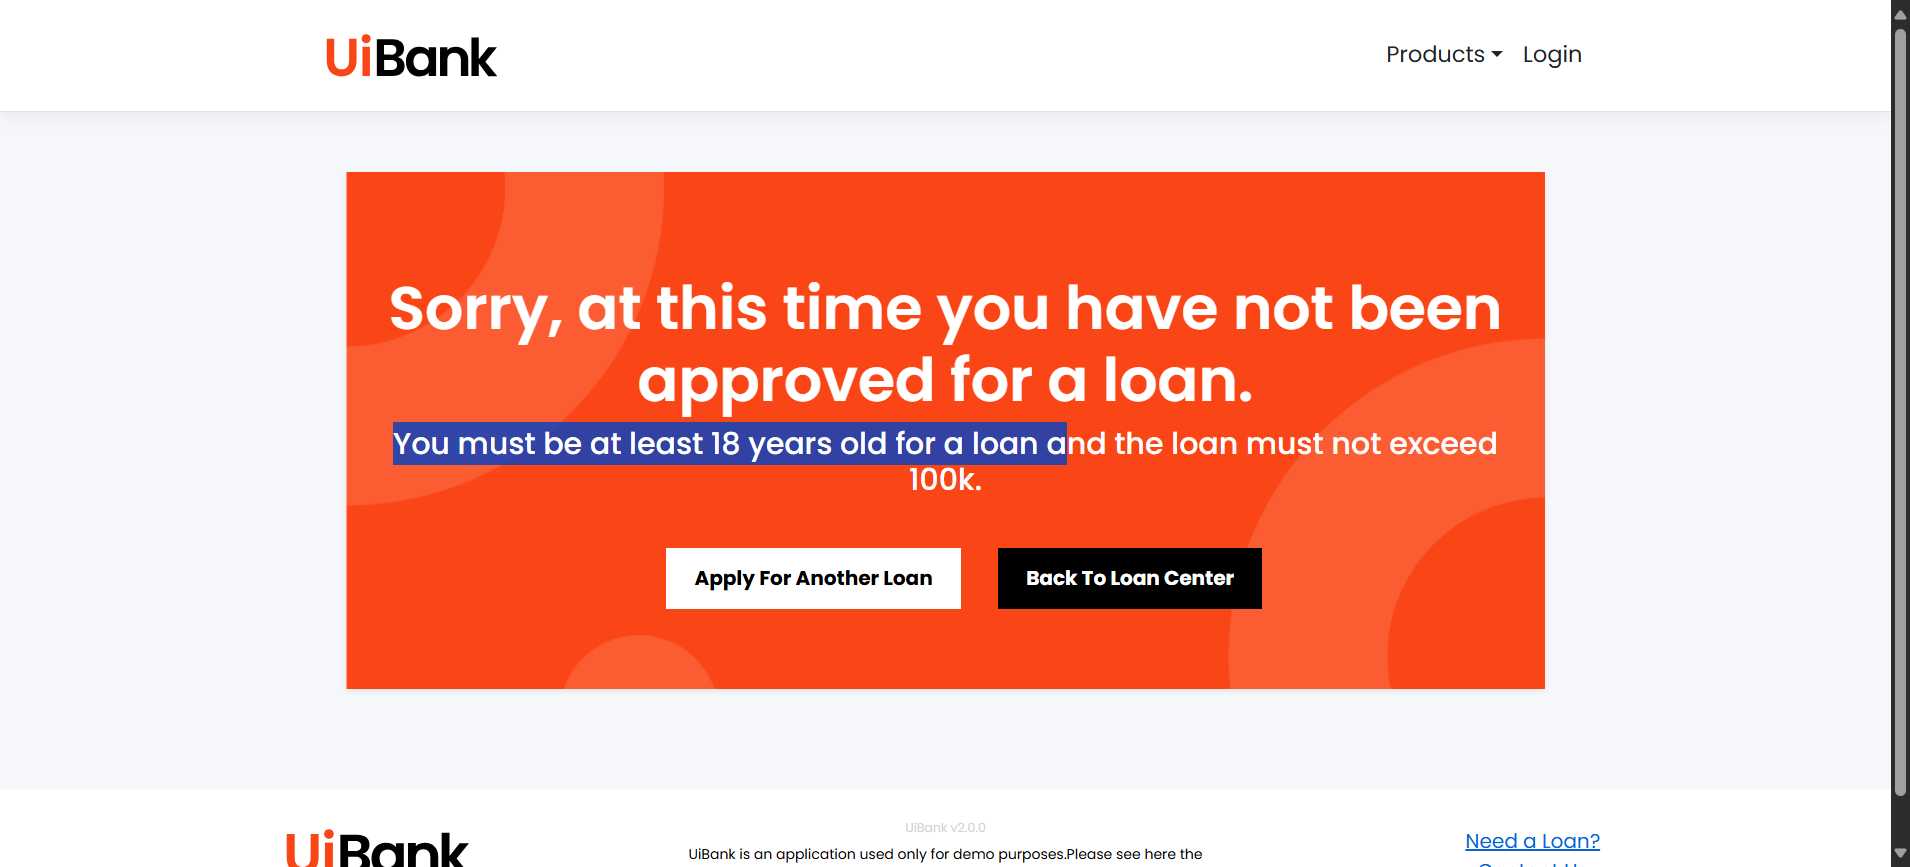 UiBank
Products
Login
Sorry, at this time you have not been
approved for a loan.
You must be at least 18 years old for a loan and the loan must not exceed
100k.
Apply For Another Loan
Back To Loan Center
UiBank
UiBank v2.0.0
UiBank is an application used only for demo purposes.Please see here the
Need a Loan?